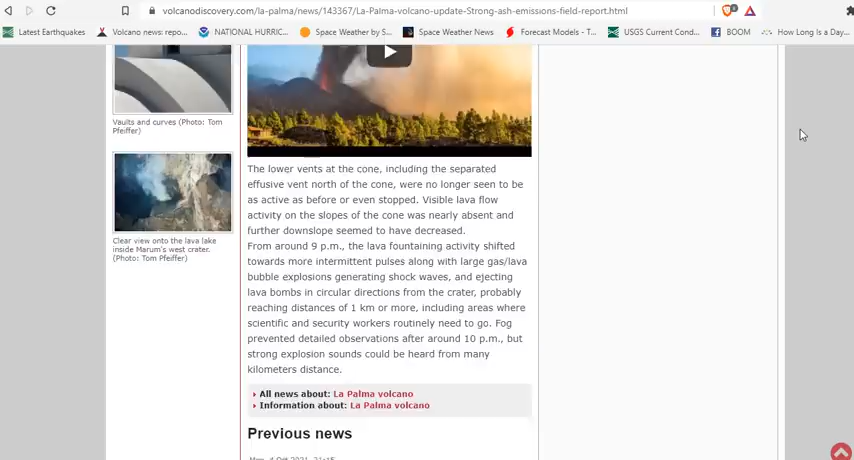 volcanodiscovery.com/la-palma/news/143367/La-Palma-volcano-update-Strong-ash-emissions-field-report.html
Latest Earthquakes
Volcano news: repo...
NATIONAL HURRIC...
Space Weather by S...
Space Weather News
Forecast Models - T...
USGS Current Cond...
BOOM
How Long Is a Day...
Vaults and curves (Photo: Tom
Pfeiffer)
Clear view onto the lava lake
inside Marum's west crater.
(Photo: Tom Pfeiffer)
The lower vents at the cone, including the separated
effusive vent north of the cone, were no longer seen to be
as active as before or even stopped. Visible lava flow
activity on the slopes of the cone was nearly absent and
further downslope seemed to have decreased.
From around 9 p.m., the lava fountaining activity shifted
towards more intermittent pulses along with large gas/lava
bubble explosions generating shock waves, and ejecting
lava bombs in circular directions from the crater, probably
reaching distances of 1 km or more, including areas where
scientific and security workers routinely need to go. Fog
prevented detailed observations after around 10 p.m., but
strong explosion sounds could be heard from many
kilometers distance.
All news about: La Palma volcano
Information about: La Palma volcano
Previous news